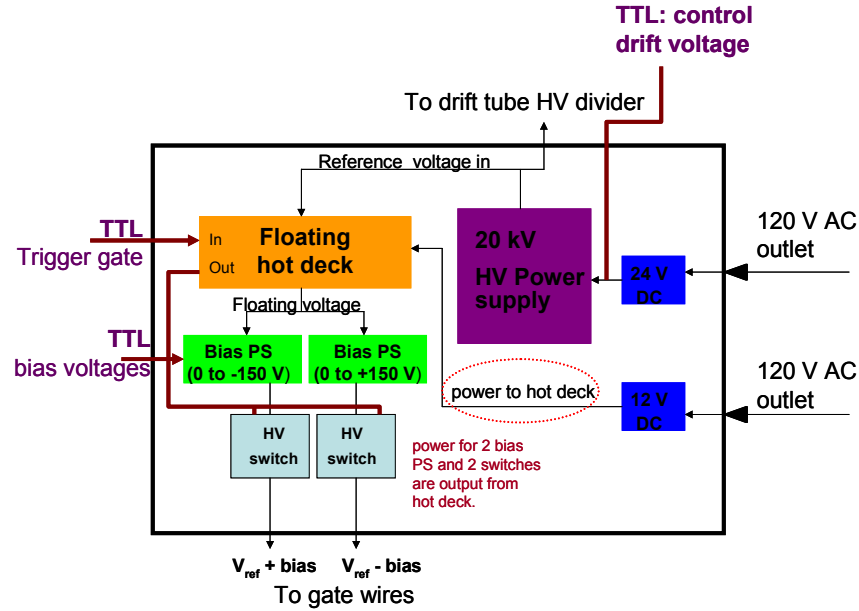 TTL: control
drift voltage
To drift tube HV divider
Reference voltage in
TTL
Trigger gate
In
Out
Floating
hot deck
20 kV
HV Power
supply
24 V
DC
120 V AC
outlet
Floating voltage
TTL
bias voltages
Bias PS
(0 to -150 V)
Bias PS
(0 to +150 V)
power to hot deck
12 V
DC
120 V AC
outlet
HV
switch
HV
switch
power for 2 bias
PS and 2 switches
are output from
hot deck.
Vref + bias
Vref - bias
To gate wires